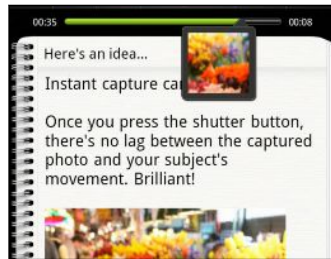 00:35 00:08
Here's an idea...
Instant capture
Once you press the shutter button,
there's no lag between the captured
photo and your subject's
movement. Brilliant!